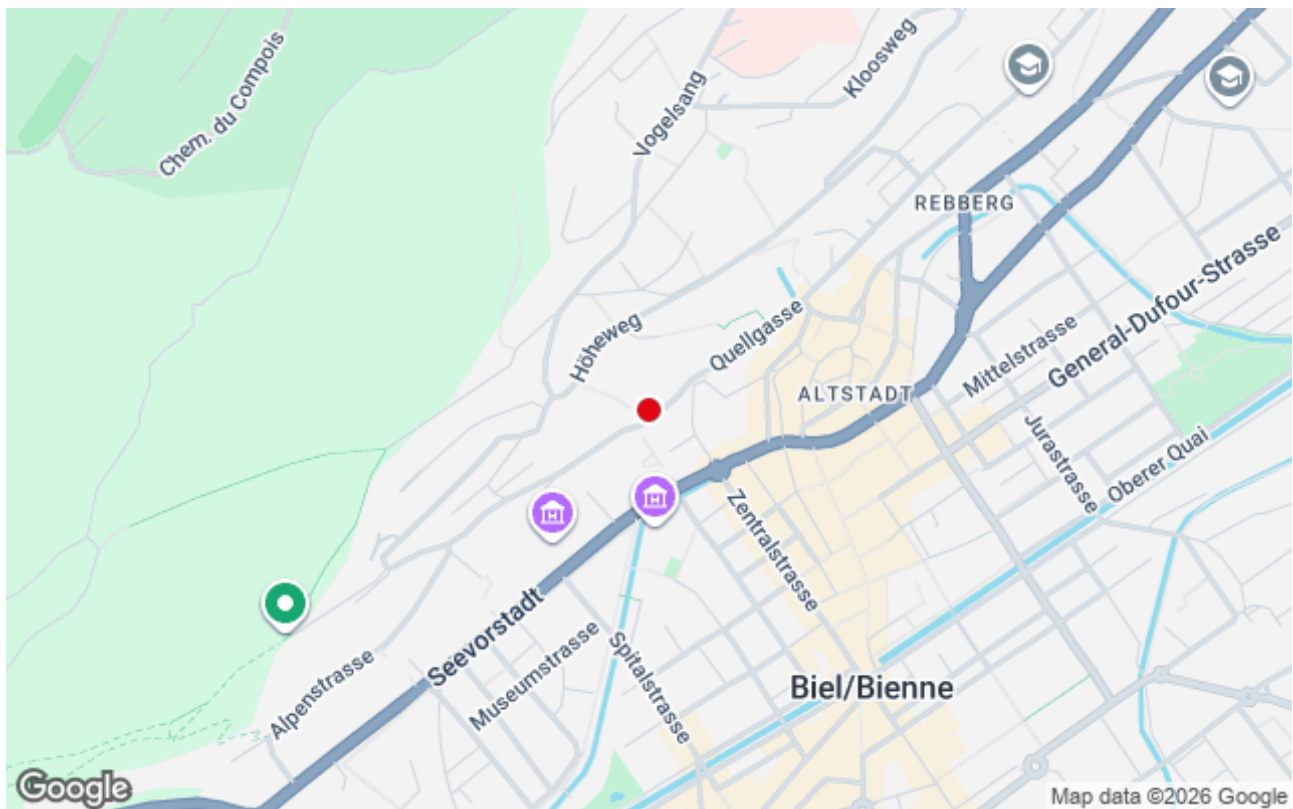 Chem. du Compois
Vogelsang
Kloosweg
REBBERG
General-Dufour-Strasse
Höheweg
Quellgasse
Mittelstrasse
ALTSTADT
Jurastrasse
Oberer Quai
Zentralstrasse
Seevorstadt
Museumstrasse
Spitalstrasse
Alpenstrasse
Biel/Bienne
Google
Map data ©2026 Google